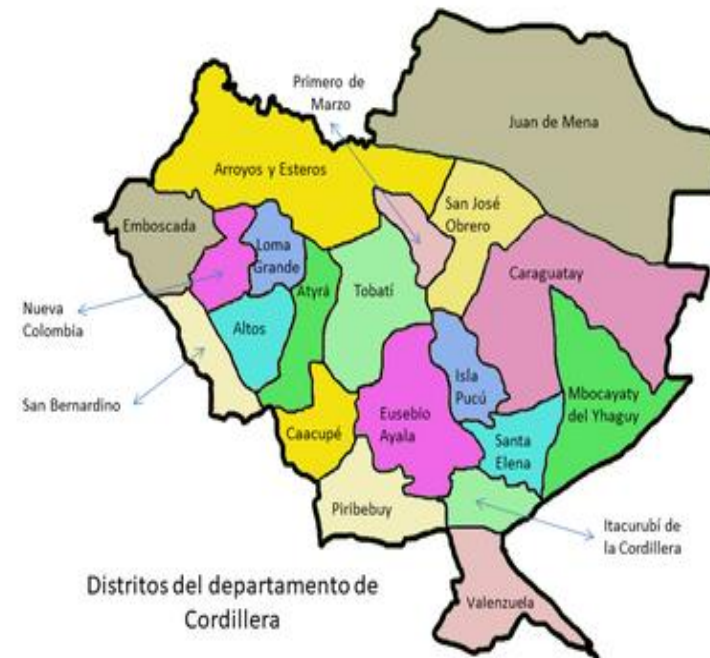 Primero de
Marzo
Juan de Mena
Arroyos y Esteros
San José
Obrero
Emboscada
Loma
Grande
Caraguatay
Atyrá
Tobatí
Nueva
Colombia
Altos
San Bernardino
Isla
Pucú
Mbocayaty
del Yhaguy
Eusebio
Ayala
Caacupé
Santa
Elena
Piribebuy
Itacurubí de
la Cordillera
Distritos del departamento de
Cordillera
Valenzuela